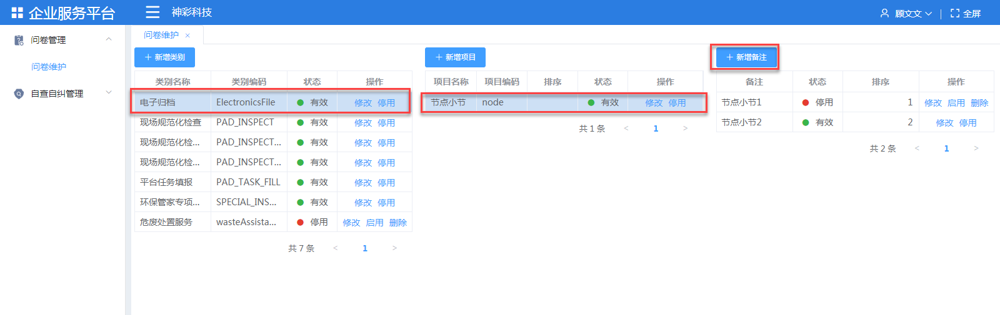 企业服务平台 神彩科技 顾文文 | 全屏
问卷管理
问卷维护
自查自纠管理
问卷维护 ×
+ 新增类别
类别名称 类别编码 状态 操作
电子归档 ElectronicsFile 有效 修改 停用
现场规范化检查 PAD_INSPECT 有效 修改 停用
现场规范化检... PAD_INSPECT... 有效 修改 停用
现场规范化检... PAD_INSPECT... 有效 修改 停用
平台任务填报 PAD_TASK_FILL 有效 修改 停用
环保管家专项... SPECIAL_INS... 有效 修改 停用
危废处置服务 wasteAssista... 停用 修改 启用 删除
共 7 条 < 1 >
+ 新增项目
项目名称 项目编码 排序 状态 操作
节点小节 node 有效 修改 停用
共 1 条 < 1 >
+ 新增备注
备注 状态 排序 操作
节点小节1 停用 1 修改 启用 删除
节点小节2 有效 2 修改 停用
共 2 条 < 1 >